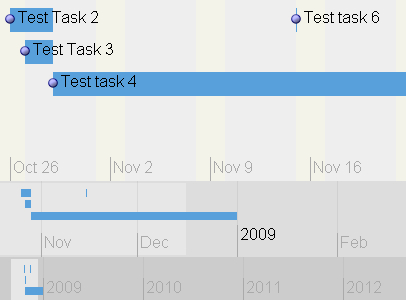 Test Task 2
Test task 6
Test Task 3
Test task 4
Oct 26 Nov 2 Nov 9 Nov 16
2009
Nov Dec Feb
2009 2010 2011 2012